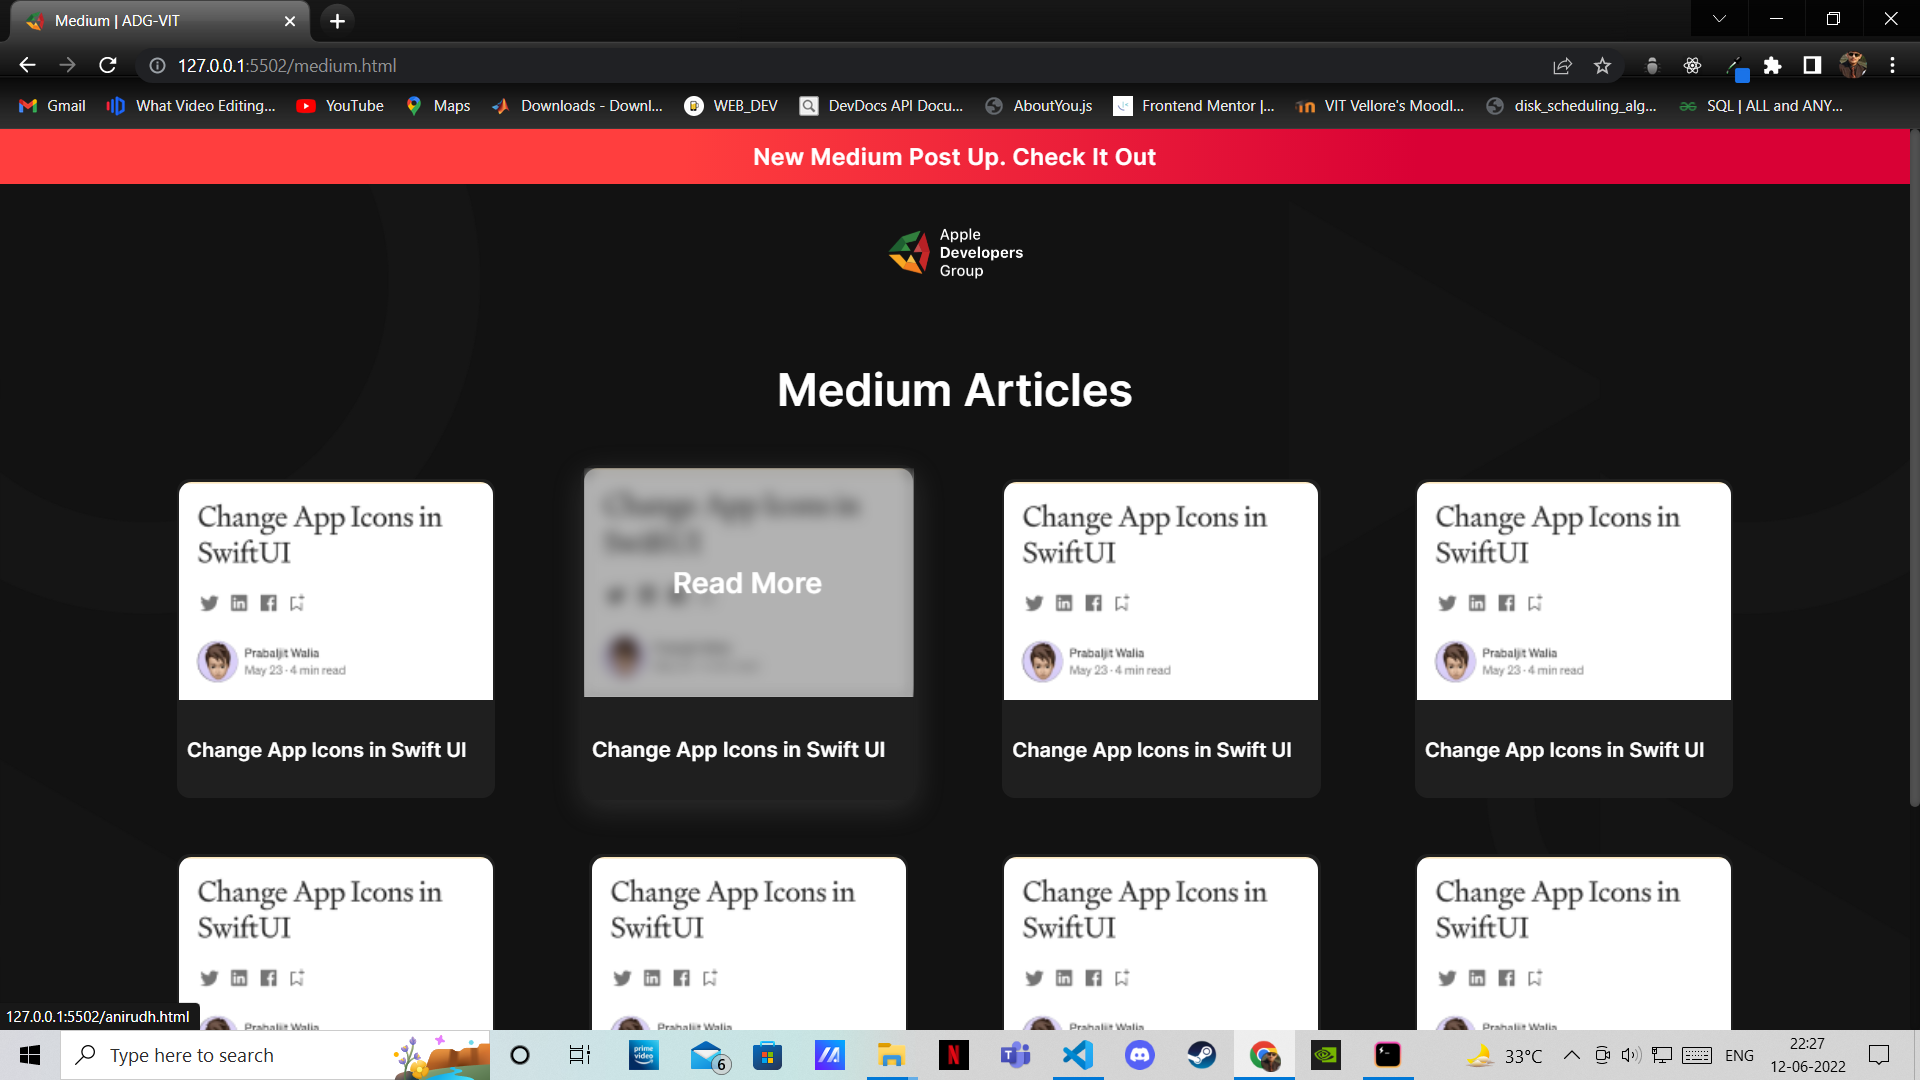 Medium | ADG-VIT
127.0.0.1:5502/medium.html
Gmail What Video Editing... YouTube Maps Downloads - Downl... WEB_DEV DevDocs API Docu... AboutYou.js Frontend Mentor |... VIT Vellore's Moodl... disk_scheduling_alg... SQL | ALL and ANY...
New Medium Post Up. Check It Out
Apple
Developers
Group
Medium Articles
Change App Icons in
SwiftUI
Prabaljit Walia
May 23 · 4 min read
Change App Icons in Swift UI
Change App Icons in
SwiftUI
Read More
Change App Icons in Swift UI
Change App Icons in
SwiftUI
Prabaljit Walia
May 23 · 4 min read
Change App Icons in Swift UI
Change App Icons in
SwiftUI
Prabaljit Walia
May 23 · 4 min read
Change App Icons in Swift UI
Change App Icons in
SwiftUI
Prabaljit Walia
Change App Icons in
SwiftUI
Prabaljit Walia
Change App Icons in
SwiftUI
Prabaljit Walia
Change App Icons in
SwiftUI
Prabaljit Walia
127.0.0.1:5502/anirudh.html
Type here to search
prime
video
6
33°C
ENG
22:27
12-06-2022